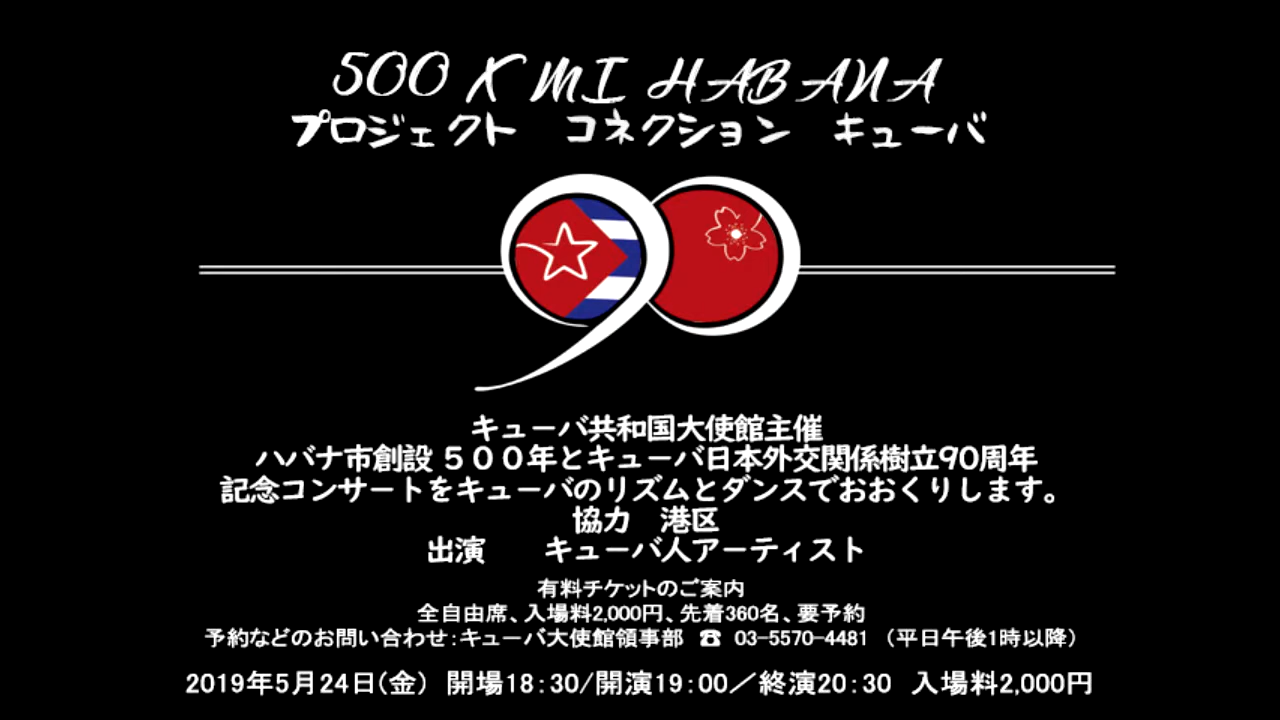 500 X MI HABANA
プロジェクト　コネクション　キューバ
90
キューバ共和国大使館主催
ハバナ市創設 ５００年とキューバ日本外交関係樹立90周年
記念コンサートをキューバのリズムとダンスでおおくりします。
協力　港区
出演　　キューバ人アーティスト
有料チケットのご案内
全自由席、入場料2,000円、先着360名、要予約
予約などのお問い合わせ：キューバ大使館領事部 ☎ 03-5570-4481 （平日午後1時以降）
2019年5月24日(金) 開場18：30/開演19：00／終演20：30 入場料2,000円